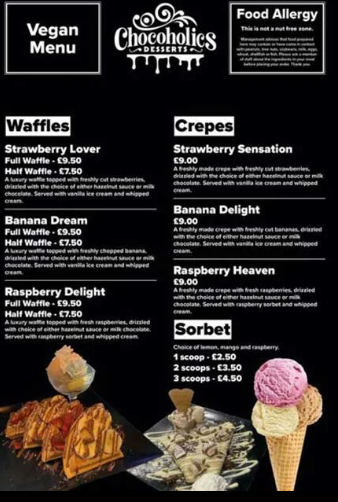 Vegan
Menu
Chocoholics
DESSERTS
Food Allergy
This is not a nut free zone.
Management advises that food prepared
here may contain or have come in contact
with peanuts, tree nuts, soybeans, milk, eggs,
wheat, shellfish or fish. Please ask a member
of staff about the ingredients in your meal
before placing your order. Thank you.
Waffles
Strawberry Lover
Full Waffle - £9.50
Half Waffle - £7.50
A luxury waffle topped with freshly cut strawberries,
drizzled with the choice of either hazelnut sauce or milk
chocolate. Served with vanilla ice cream and whipped
cream.
Banana Dream
Full Waffle - £9.50
Half Waffle - £7.50
A luxury waffle topped with freshly chopped banana,
drizzled with the choice of either hazelnut sauce or milk
chocolate. Served with vanilla ice cream and whipped
cream.
Raspberry Delight
Full Waffle - £9.50
Half Waffle - £7.50
A luxury waffle topped with fresh raspberries, drizzled
with choice of either hazelnut sauce or milk chocolate.
Served with raspberry sorbet and whipped cream.
Crepes
Strawberry Sensation
£9.00
A freshly made crepe with freshly cut strawberries,
drizzled with the choice of either hazelnut sauce or milk
chocolate. Served with vanilla ice cream and whipped
cream.
Banana Delight
£9.00
A freshly made crepe with freshly cut bananas, drizzled
with the choice of either hazelnut sauce or milk
chocolate. Served with vanilla ice cream and whipped
cream.
Raspberry Heaven
£9.00
A freshly made crepe with fresh raspberries, drizzled
with the choice of either hazelnut sauce or milk
chocolate. Served with raspberry sorbet and whipped
cream.
Sorbet
Choice of lemon, mango and raspberry.
1 scoop - £2.50
2 scoops - £3.50
3 scoops - £4.50